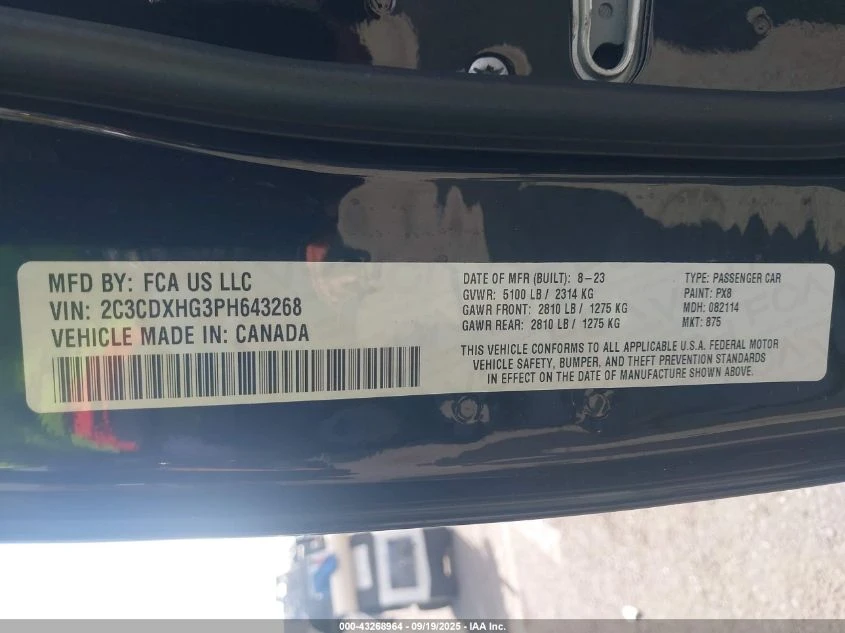 MFD BY: FCA US LLC
VIN: 2C3CDXHG3PH643268
VEHICLE MADE IN: CANADA
DATE OF MFR (BUILT): 8-23
GVWR: 5100 LB / 2314 KG
GAWR FRONT: 2810 LB / 1275 KG
GAWR REAR: 2810 LB / 1275 KG
TYPE: PASSENGER CAR
PAINT: PX8
MDH: 082114
MKT: 875
THIS VEHICLE CONFORMS TO ALL APPLICABLE U.S.A. FEDERAL MOTOR
VEHICLE SAFETY, BUMPER, AND THEFT PREVENTION STANDARDS
IN EFFECT ON THE DATE OF MANUFACTURE SHOWN ABOVE.
000-43268964 - 09/19/2025 - IAA Inc.